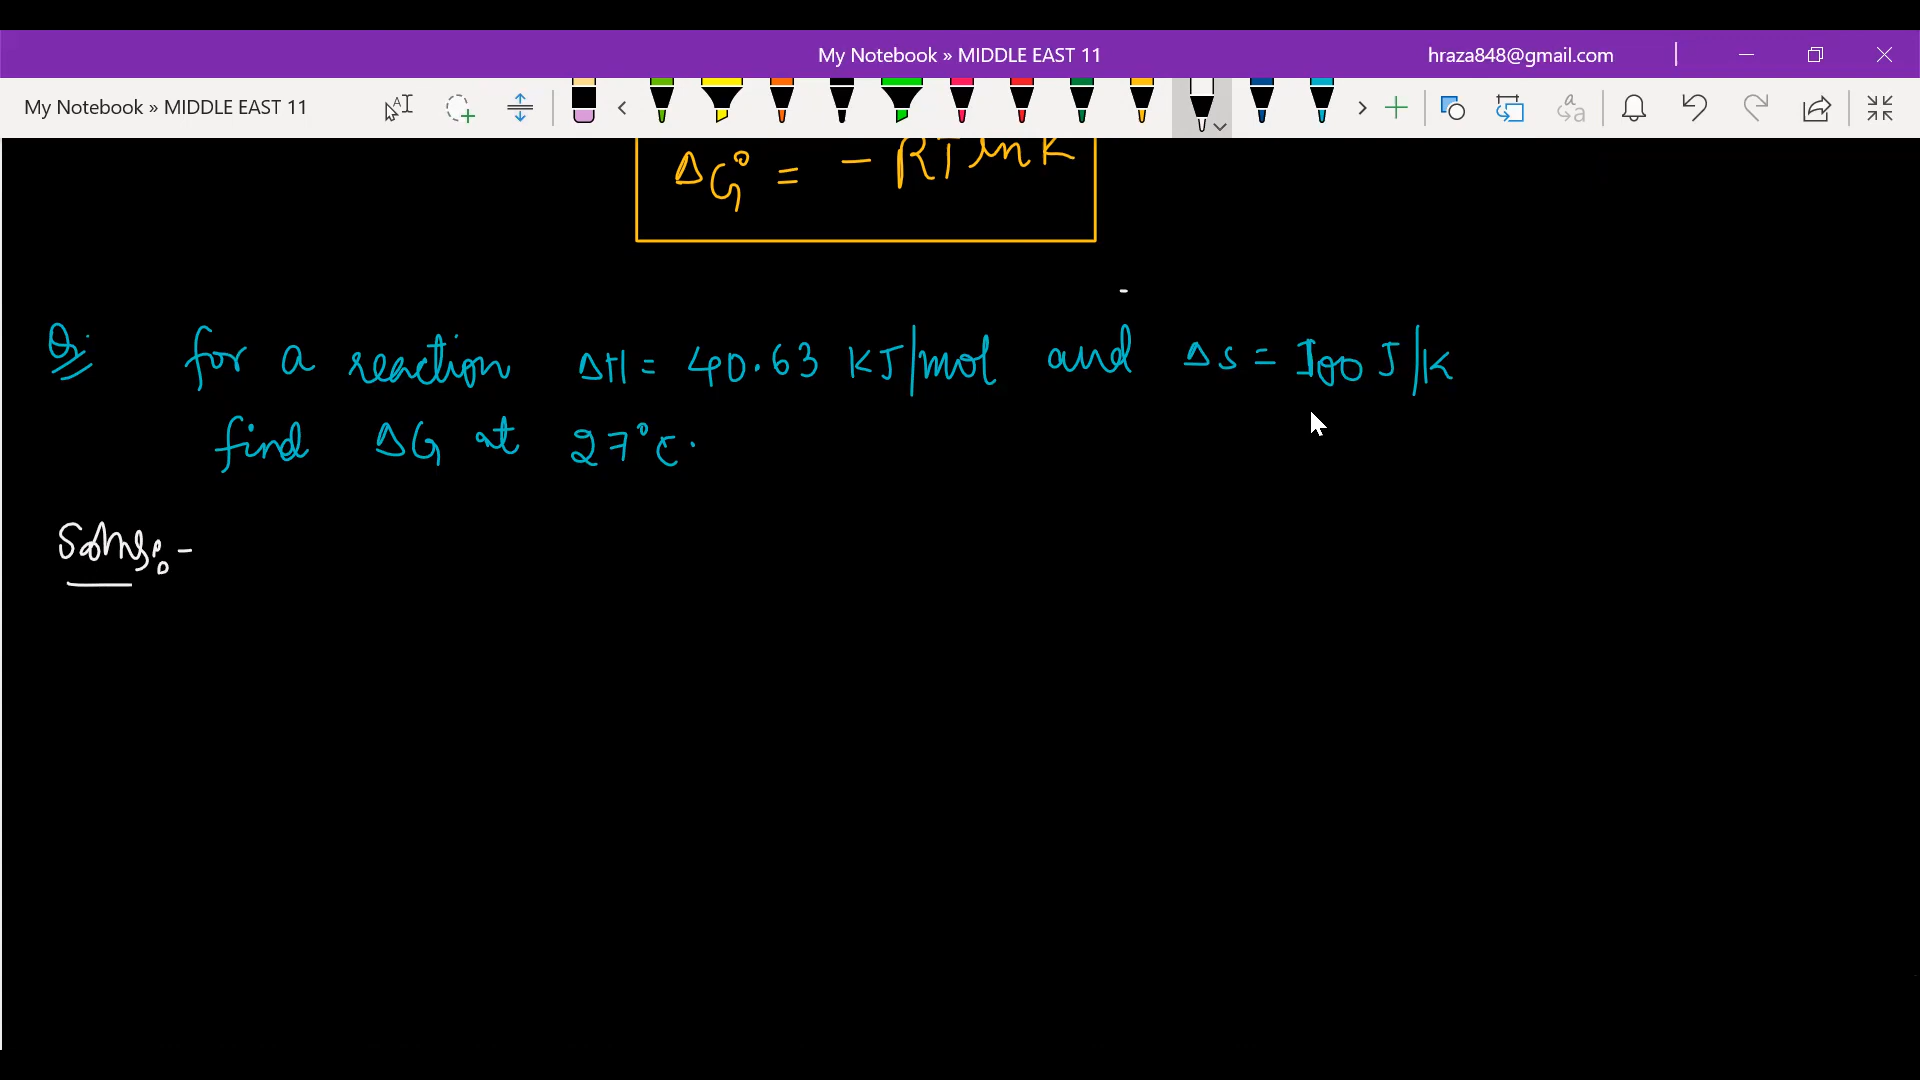 My Notebook » MIDDLE EAST 11
hraza848@gmail.com
My Notebook » MIDDLE EAST 11
ΔG° = - RT ln K
Q: for a reaction ΔH = 40.63 KJ/mol and ΔS = 100 J/K
find ΔG at 27°C.
Solns:-